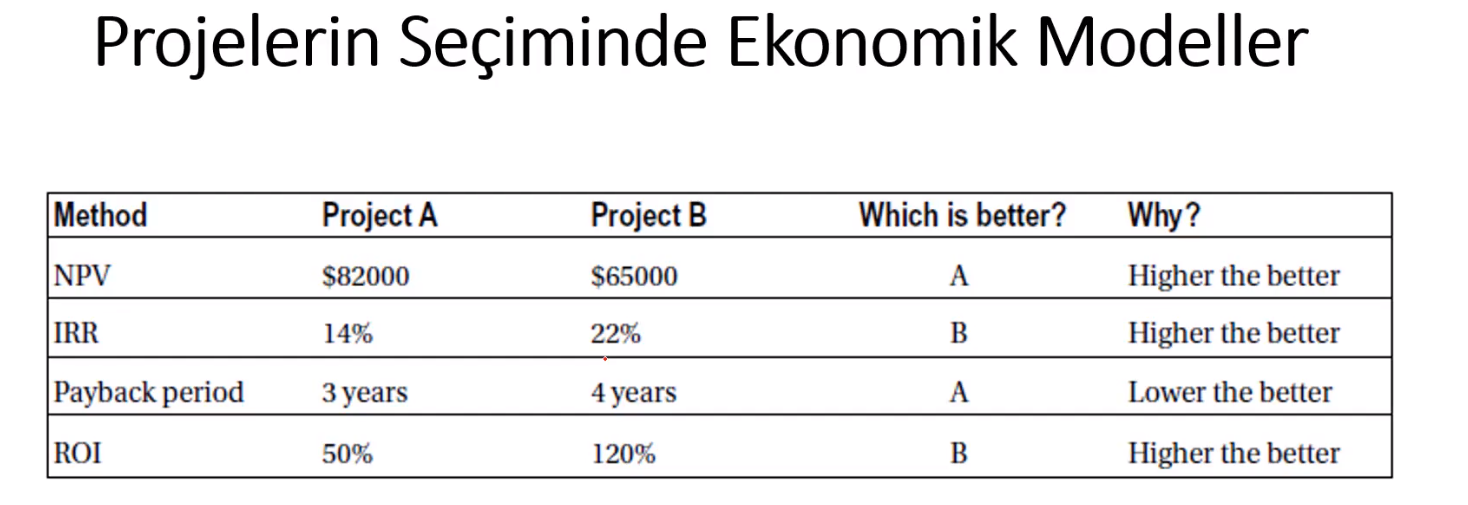 Projelerin Seçiminde Ekonomik Modeller
Method Project A Project B Which is better? Why?
NPV $82000 $65000 A Higher the better
IRR 14% 22% B Higher the better
Payback period 3 years 4 years A Lower the better
ROI 50% 120% B Higher the better